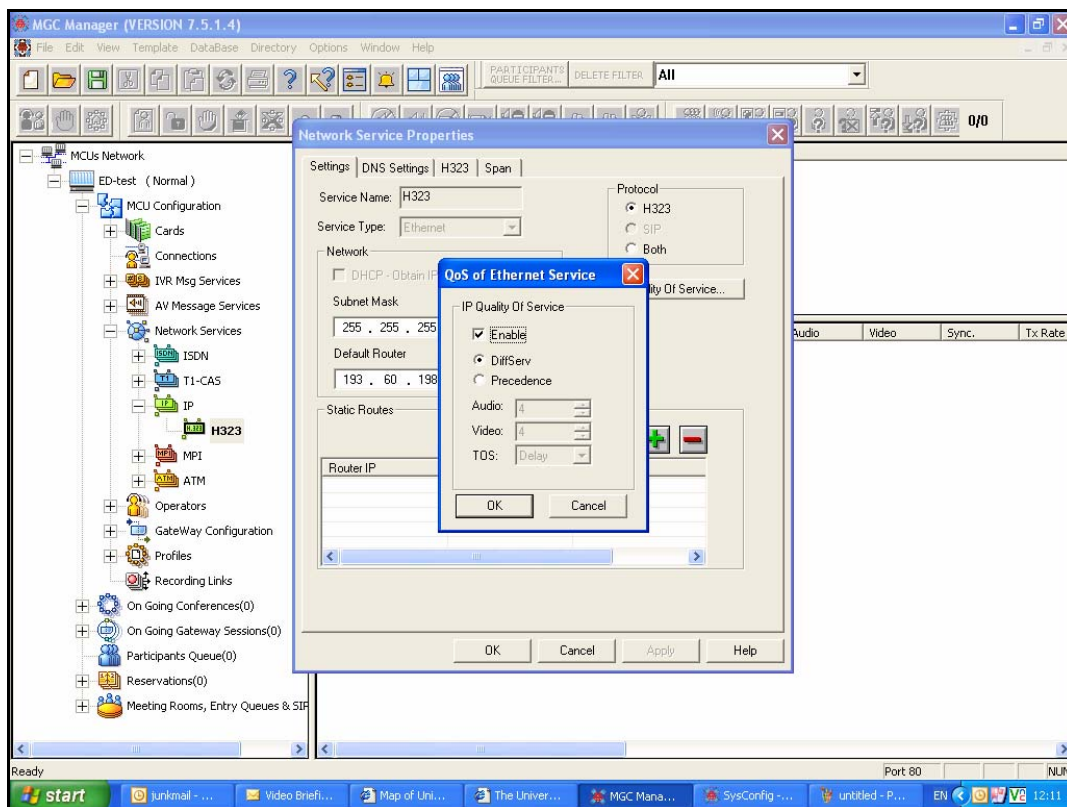 MGC Manager (VERSION 7.5.1.4)
File Edit View Template DataBase Directory Options Window Help
PARTICIPANTS QUEUE FILTER... DELETE FILTER All
0/0
MCUs Network
ED-test (Normal)
MCU Configuration
Cards
Connections
IVR Msg Services
AV Message Services
Network Services
ISDN
T1-CAS
IP
H323
MPI
ATM
Operators
GateWay Configuration
Profiles
Recording Links
On Going Conferences(0)
On Going Gateway Sessions(0)
Participants Queue(0)
Reservations(0)
Meeting Rooms, Entry Queues & SIP
Network Service Properties
Settings DNS Settings H323 Span
Service Name: H323
Service Type: Ethernet
Protocol
H323
SIP
Both
Network
DHCP - Obtain IP
Subnet Mask
255 . 255 . 255
Default Router
193 . 60 . 198
ity Of Service...
Static Routes
Router IP
OK Cancel Apply Help
QoS of Ethernet Service
IP Quality Of Service
Enable
DiffServ
Precedence
Audio: 4
Video: 4
TOS: Delay
OK Cancel
Audio Video Sync. Tx Rate
Ready Port 80 NUM
start junkmail - ... Video Briefi... Map of Uni... The Univer... MGC Mana... SysConfig -... untitled - P... EN 12:11